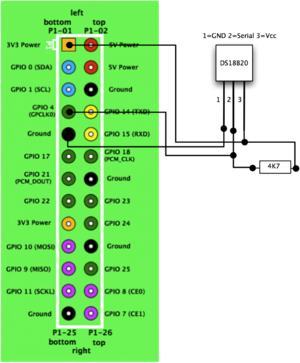 left
bottom top
P1-01 P1-02
1=GND 2=Serial 3=Vcc
3V3 Power 5V Power
DS18820
GPIO 0 (SDA) 5V Power
GPIO 1 (SCL) Ground
1 2 3
GPIO 4 GPIO 14 (TXD)
(GPCLK0)
Ground GPIO 15 (RXD)
GPIO 17 GPIO 18
(PCM_CLK)
4K7
GPIO 21 Ground
(PCM_DOUT)
GPIO 22 GPIO 23
3V3 Power GPIO 24
GPIO 10 (MOSI) Ground
GPIO 9 (MISO) GPIO 25
GPIO 11 (SCKL) GPIO 8 (CE0)
Ground GPIO 7 (CE1)
P1-25 P1-26
bottom top
right